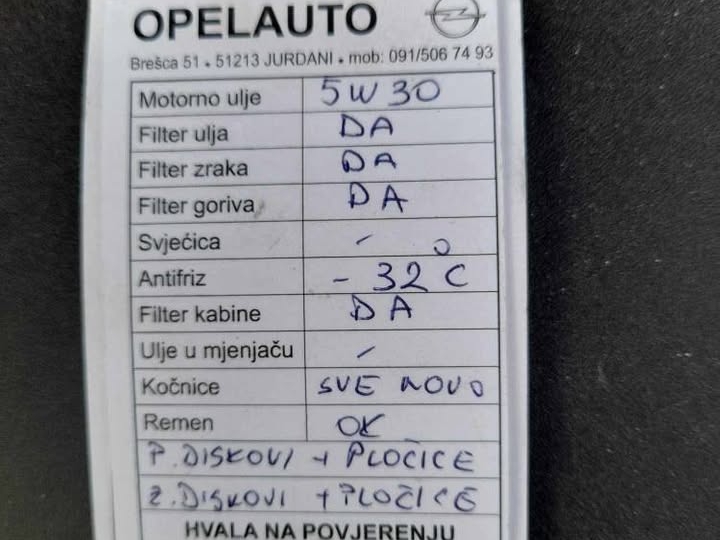 OPELAUTO
Brešca 51 • 51213 JURDANI • mob: 091/506 74 93
Motorno ulje 5W30
Filter ulja DA
Filter zraka DA
Filter goriva DA
Svjećica -
Antifriz - 32°C
Filter kabine DA
Ulje u mjenjaču -
Kočnice SVE NOVO
Remen OK
P. DISKOVI + PLOČICE
Z. DISKOVI + PLOČICE
HVALA NA POVJERENJU